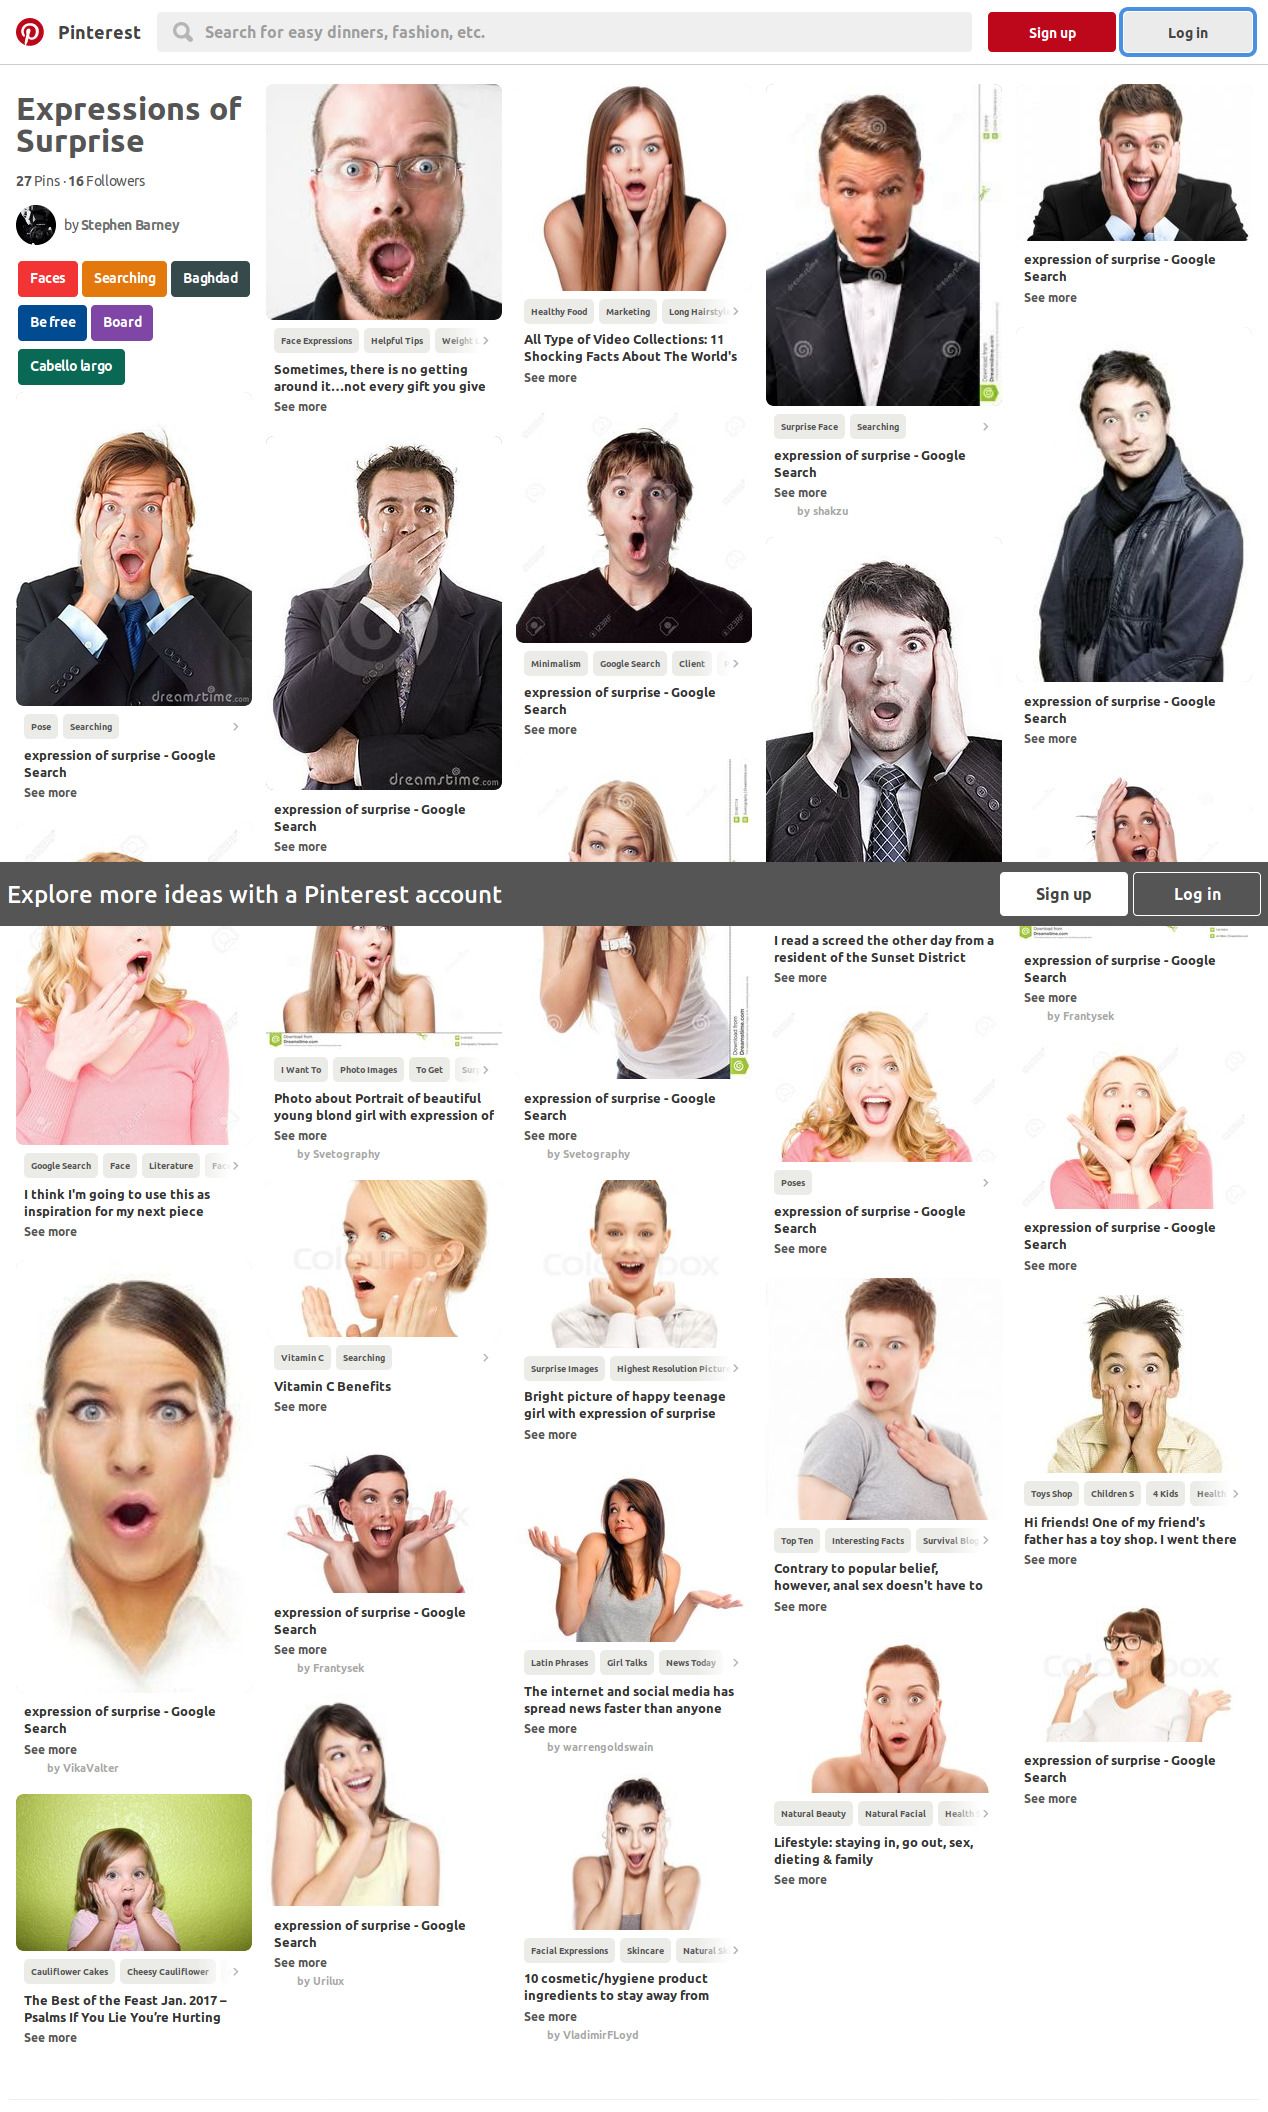 Pinterest
Search for easy dinners, fashion, etc.
Sign up
Log in
Expressions of
Surprise
27 Pins · 16 Followers
by Stephen Barney
Faces
Searching
Baghdad
Be free
Board
Cabello largo
dreamstime.com
Pose
Searching
expression of surprise - Google
Search
See more
Face Expressions
Helpful Tips
Weight
Sometimes, there is no getting
around it...not every gift you give
See more
dreamstime.com
expression of surprise - Google
Search
See more
Healthy Food
Marketing
Long Hairstyle
All Type of Video Collections: 11
Shocking Facts About The World's
See more
Minimalism
Google Search
Client
expression of surprise - Google
Search
See more
Surprise Face
Searching
expression of surprise - Google
Search
See more
by shakzu
expression of surprise - Google
Search
See more
expression of surprise - Google
Search
See more
Explore more ideas with a Pinterest account
Sign up
Log in
Google Search
Face
Literature
I think I'm going to use this as
inspiration for my next piece
See more
expression of surprise - Google
Search
See more
by VikaValter
Cauliflower Cakes
Cheesy Cauliflower
The Best of the Feast Jan. 2017 –
Psalms If You Lie You're Hurting
See more
Download from
Dreamstime.com
I Want To
Photo Images
To Get
Photo about Portrait of beautiful
young blond girl with expression of
See more
by Svetography
Colourbox
Vitamin C
Searching
Vitamin C Benefits
See more
expression of surprise - Google
Search
See more
by Frantysek
expression of surprise - Google
Search
See more
by Urilux
Download from
Dreamstime.com
expression of surprise - Google
Search
See more
by Svetography
Colourbox
Surprise Images
Highest Resolution Picture
Bright picture of happy teenage
girl with expression of surprise
See more
Latin Phrases
Girl Talks
News Today
The internet and social media has
spread news faster than anyone
See more
by warrengoldswain
Facial Expressions
Skincare
Natural
10 cosmetic/hygiene product
ingredients to stay away from
See more
by VladimirFLoyd
I read a screed the other day from a
resident of the Sunset District
See more
Poses
expression of surprise - Google
Search
See more
Top Ten
Interesting Facts
Survival Blog
Contrary to popular belief,
however, anal sex doesn't have to
See more
Natural Beauty
Natural Facial
Health
Lifestyle: staying in, go out, sex,
dieting & family
See more
Download from
Dreamstime.com
expression of surprise - Google
Search
See more
by Frantysek
expression of surprise - Google
Search
See more
Toys Shop
Children S
4 Kids
Health
Hi friends! One of my friend's
father has a toy shop. I went there
See more
Colourbox
expression of surprise - Google
Search
See more